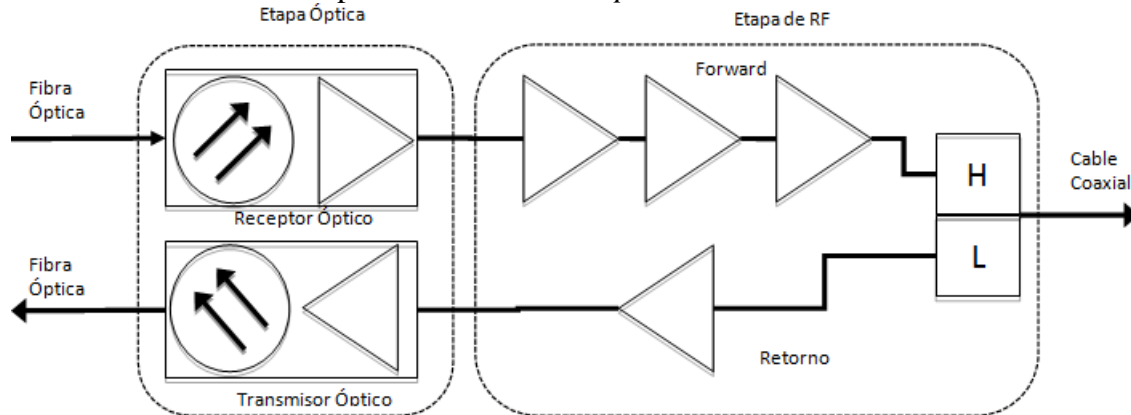 Etapa Óptica
Etapa de RF
Fibra
Óptica
Forward
Receptor Óptico
H
L
Cable
Coaxial
Fibra
Óptica
Retorno
Transmisor Óptico